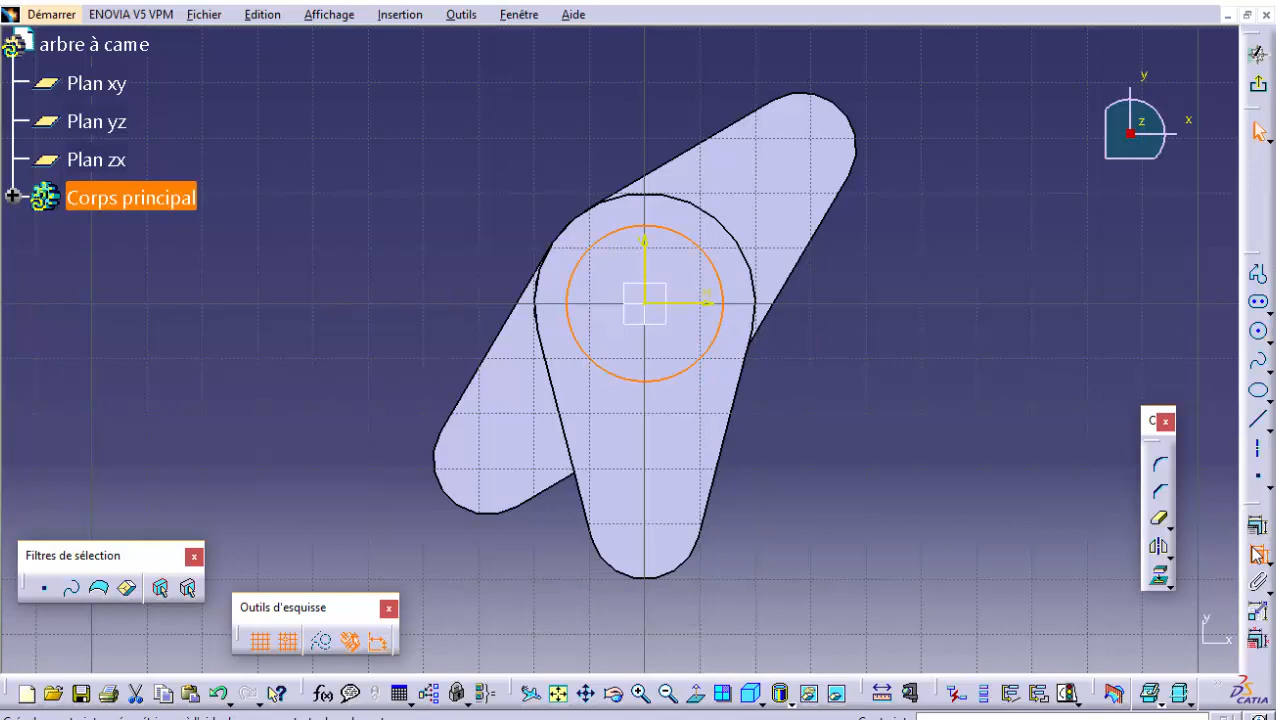 Démarrer ENOVIA V5 VPM Fichier Edition Affichage Insertion Outils Fenêtre Aide
arbre à came
Plan xy
Plan yz
Plan zx
Corps principal
y
x
z
C
Filtres de sélection
Outils d'esquisse
y
x
f(x)
CATIA